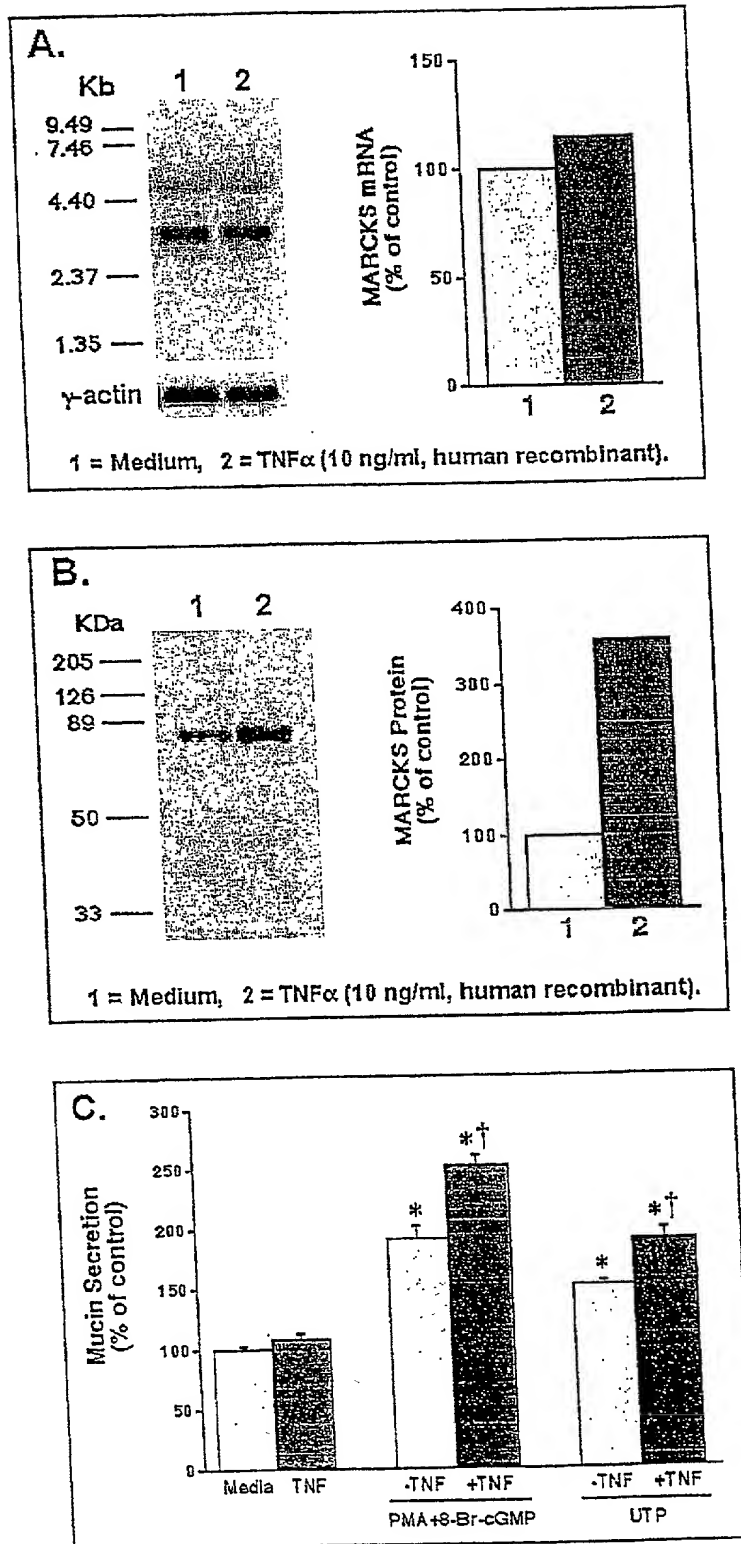 A.
Kb 1 2
9.49
7.46
4.40
2.37
1.35
γ-actin
MARCKS mRNA
(% of control)
150
100
50
0
1 2
1 = Medium, 2 = TNFα (10 ng/ml, human recombinant).
B.
KDa 1 2
205
126
89
50
33
MARCKS Protein
(% of control)
400
300
200
100
0
1 2
1 = Medium, 2 = TNFα (10 ng/ml, human recombinant).
C.
Mucin Secretion
(% of control)
300
250
200
150
100
50
0
* *† * *†
Media TNF -TNF +TNF -TNF +TNF
PMA+8-Br-cGMP UTP